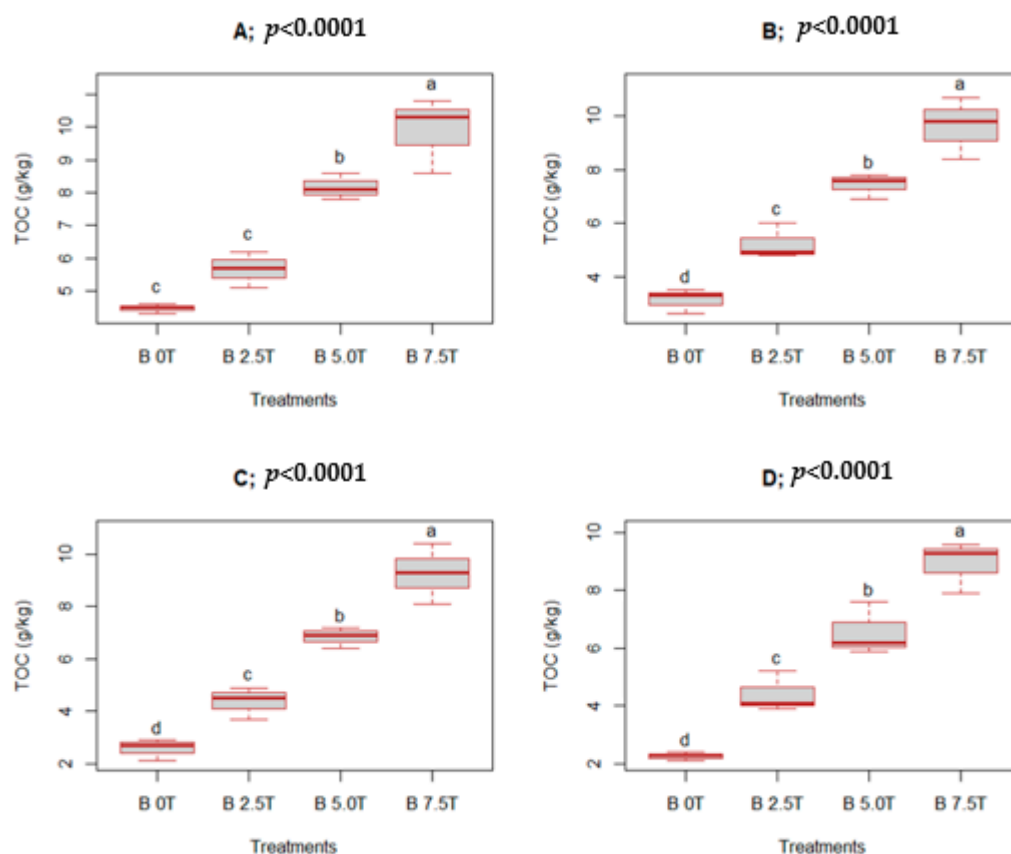 A; p<0.0001
B; p<0.0001
TOC (g/kg)
10
9
8
7
6
5
c
c
b
a
B 0T B 2.5T B 5.0T B 7.5T
Treatments
TOC (g/kg)
10
8
6
4
d
c
b
a
B 0T B 2.5T B 5.0T B 7.5T
Treatments
C; p<0.0001
D; p<0.0001
TOC (g/kg)
10
8
6
4
2
d
c
b
a
B 0T B 2.5T B 5.0T B 7.5T
Treatments
TOC (g/kg)
10
8
6
4
2
d
c
b
a
B 0T B 2.5T B 5.0T B 7.5T
Treatments